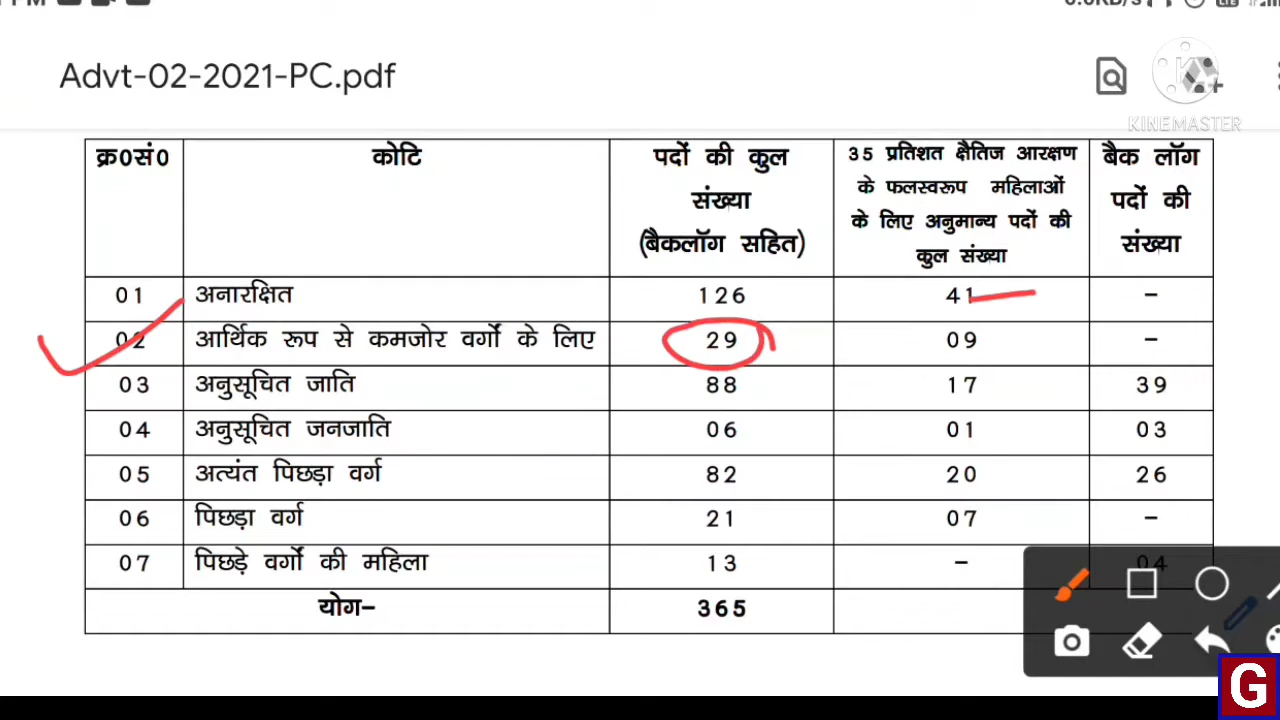 Advt-02-2021-PC.pdf
KINEMASTER
क्र0सं0 कोटि पदों की कुल संख्या (बैकलॉग सहित) 35 प्रतिशत क्षैतिज आरक्षण के फलस्वरूप महिलाओं के लिए अनुमान्य पदों की कुल संख्या बैक लॉग पदों की संख्या
01 अनारक्षित 126 41 –
02 आर्थिक रूप से कमजोर वर्गों के लिए 29 09 –
03 अनुसूचित जाति 88 17 39
04 अनुसूचित जनजाति 06 01 03
05 अत्यंत पिछड़ा वर्ग 82 20 26
06 पिछड़ा वर्ग 21 07 –
07 पिछड़े वर्गों की महिला 13 – 04
योग– 365
G